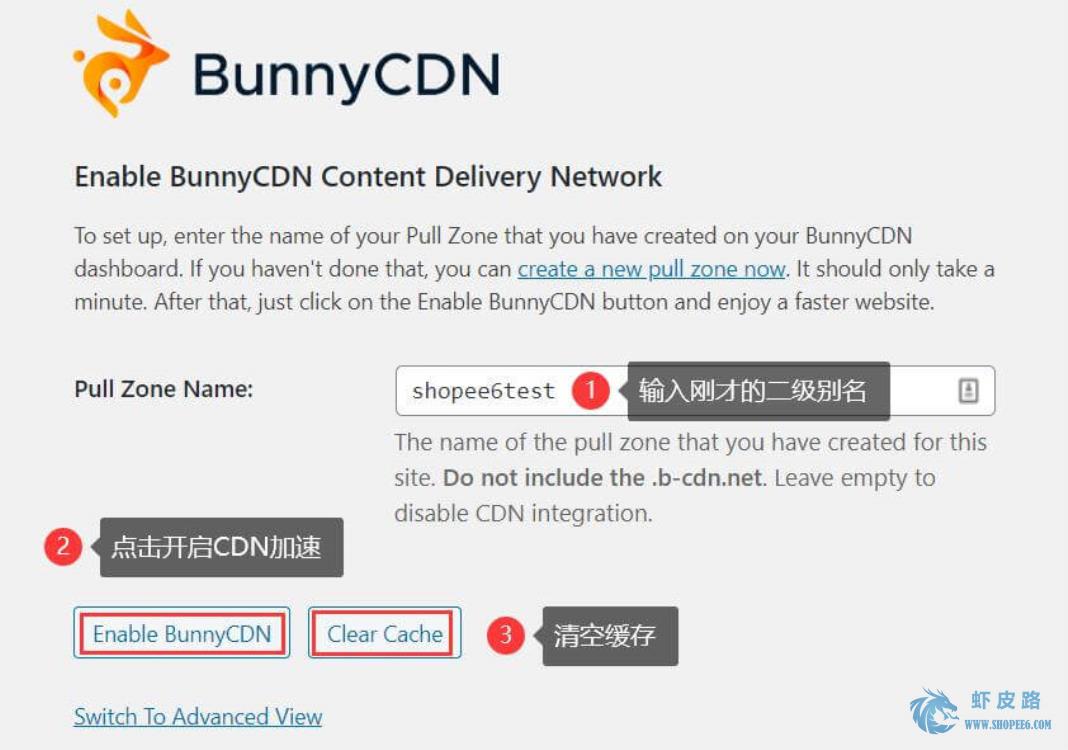 BunnyCDN
Enable BunnyCDN Content Delivery Network
To set up, enter the name of your Pull Zone that you have created on your BunnyCDN
dashboard. If you haven't done that, you can create a new pull zone now. It should only take a
minute. After that, just click on the Enable BunnyCDN button and enjoy a faster website.
Pull Zone Name:
shopee6test 1 输入刚才的二级别名
The name of the pull zone that you have created for this
site. Do not include the .b-cdn.net. Leave empty to
disable CDN integration.
2 点击开启CDN加速
Enable BunnyCDN Clear Cache 3 清空缓存
Switch To Advanced View
虾皮路
WWW.SHOPEE6.COM